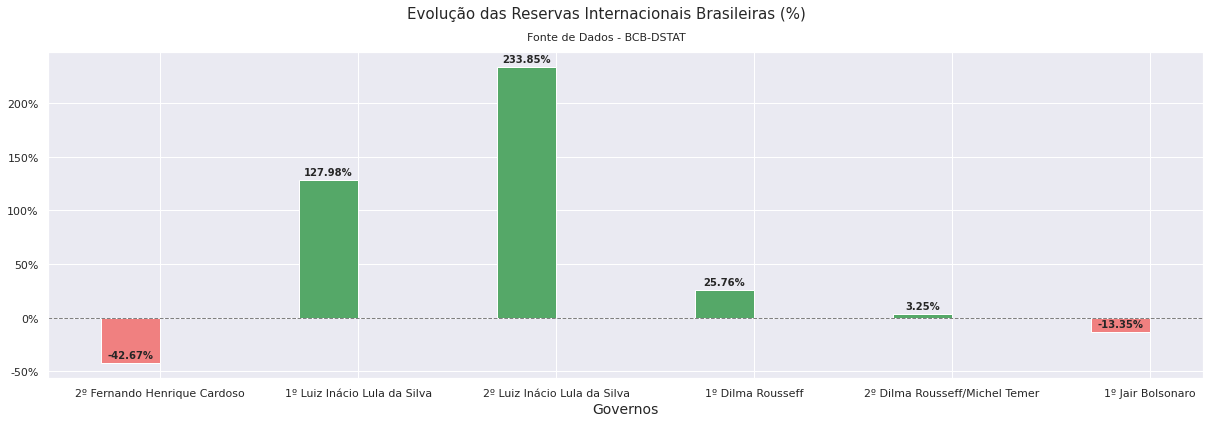 Evolução das Reservas Internacionais Brasileiras (%)
Fonte de Dados - BCB-DSTAT
233.85%
200%
150%
127.98%
100%
50%
25.76%
3.25%
0%
-13.35%
-42.67%
-50%
2º Fernando Henrique Cardoso
1º Luiz Inácio Lula da Silva
2º Luiz Inácio Lula da Silva
1º Dilma Rousseff
2º Dilma Rousseff/Michel Temer
1º Jair Bolsonaro
Governos